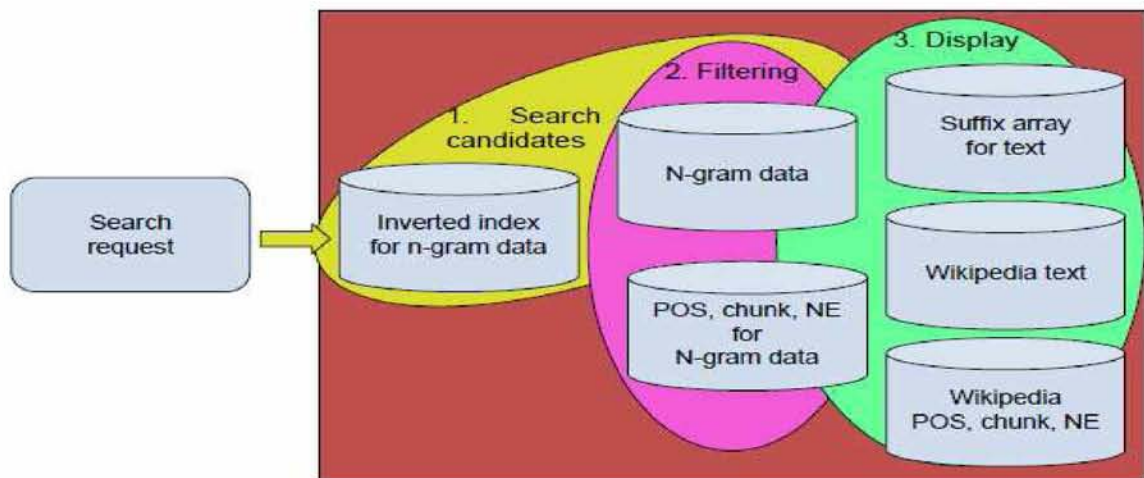 Search
request
1. Search
candidates
Inverted index
for n-gram data
2. Filtering
N-gram data
POS, chunk, NE
for
N-gram data
3. Display
Suffix array
for text
Wikipedia text
Wikipedia
POS, chunk, NE